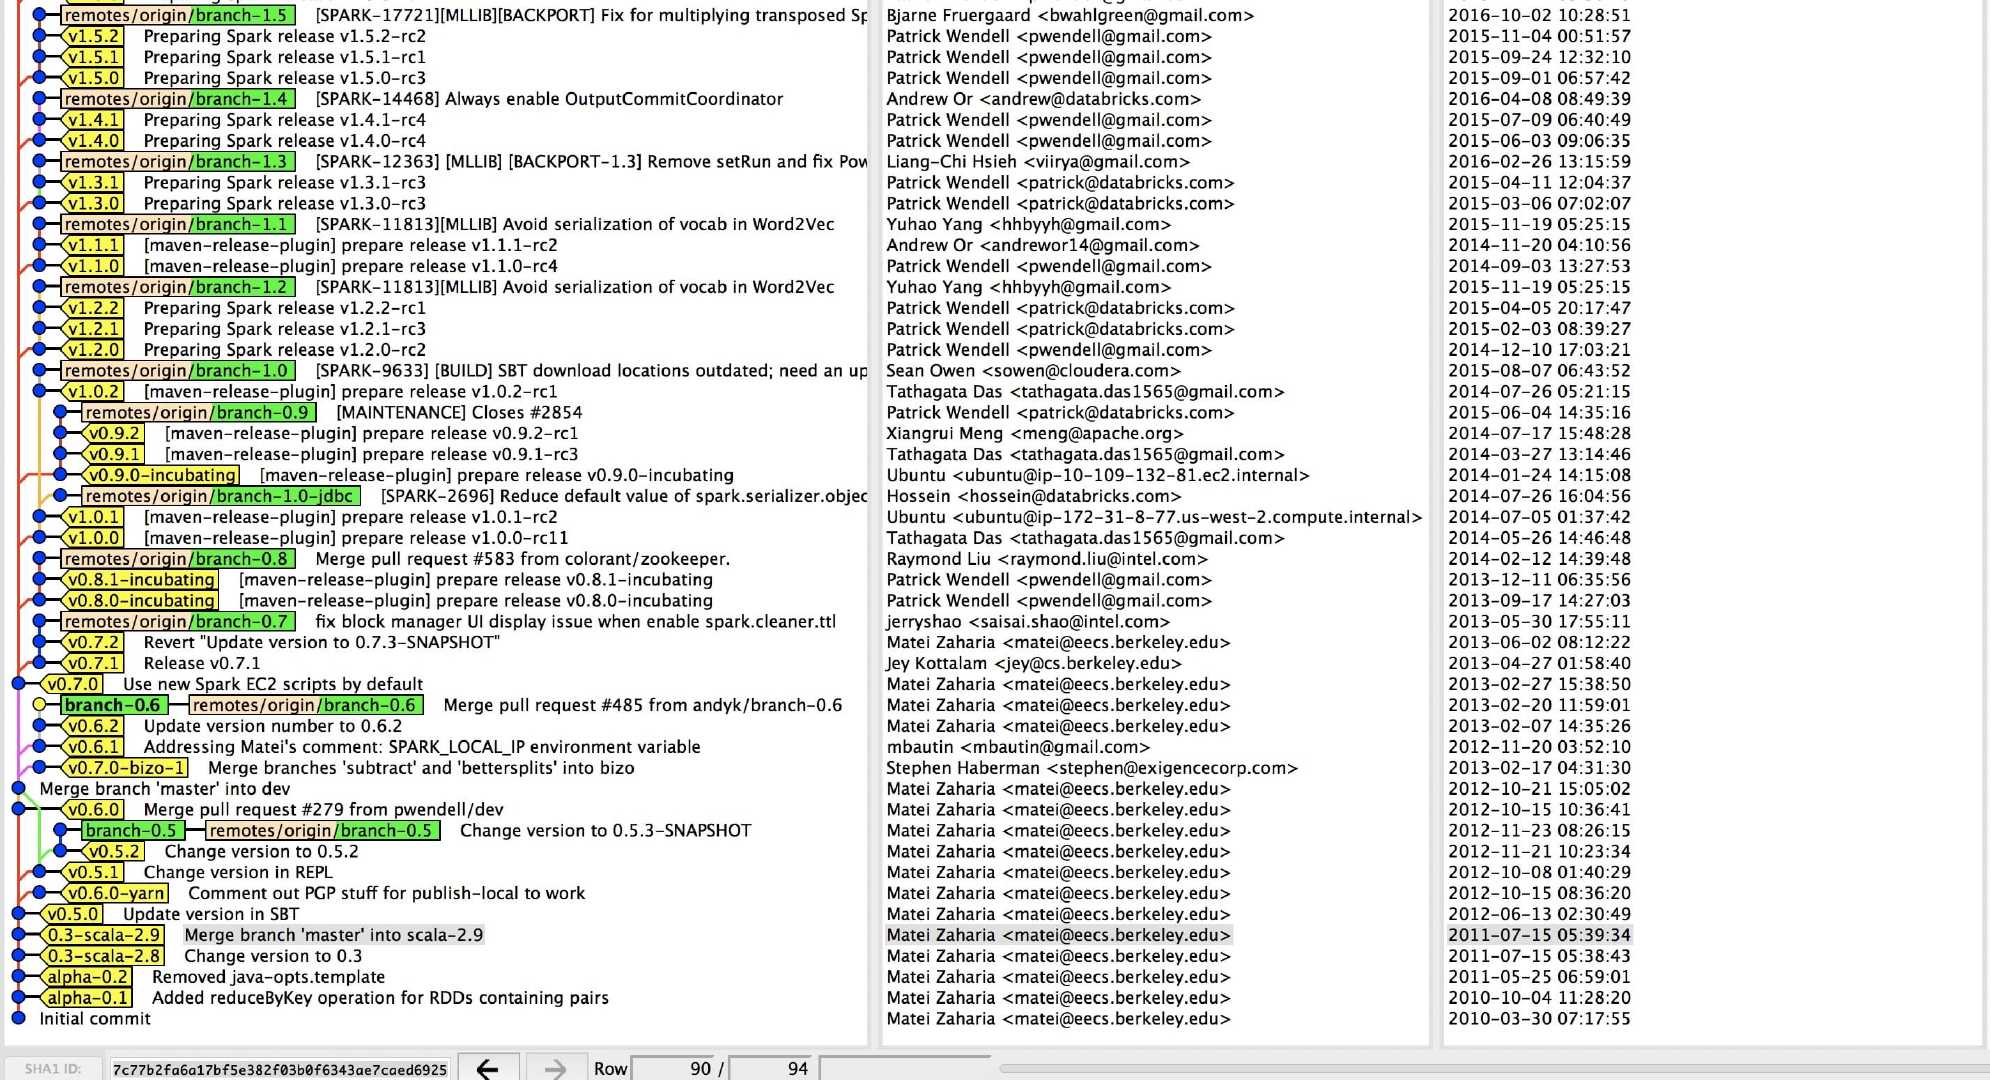 remotes/origin/branch-1.5 [SPARK-17721][MLLIB][BACKPORT] Fix for multiplying transposed Sp Bjarne Fruergaard <bwahlgreen@gmail.com> 2016-10-02 10:28:51
v1.5.2 Preparing Spark release v1.5.2-rc2 Patrick Wendell <pwendell@gmail.com> 2015-11-04 00:51:57
v1.5.1 Preparing Spark release v1.5.1-rc1 Patrick Wendell <pwendell@gmail.com> 2015-09-24 12:32:10
v1.5.0 Preparing Spark release v1.5.0-rc3 Patrick Wendell <pwendell@gmail.com> 2015-09-01 06:57:42
remotes/origin/branch-1.4 [SPARK-14468] Always enable OutputCommitCoordinator Andrew Or <andrew@databricks.com> 2016-04-08 08:49:39
v1.4.1 Preparing Spark release v1.4.1-rc4 Patrick Wendell <pwendell@gmail.com> 2015-07-09 06:40:49
v1.4.0 Preparing Spark release v1.4.0-rc4 Patrick Wendell <pwendell@gmail.com> 2015-06-03 09:06:35
remotes/origin/branch-1.3 [SPARK-12363] [MLLIB] [BACKPORT-1.3] Remove setRun and fix Pow Liang-Chi Hsieh <viirya@gmail.com> 2016-02-26 13:15:59
v1.3.1 Preparing Spark release v1.3.1-rc3 Patrick Wendell <patrick@databricks.com> 2015-04-11 12:04:37
v1.3.0 Preparing Spark release v1.3.0-rc3 Patrick Wendell <patrick@databricks.com> 2015-03-06 07:02:07
remotes/origin/branch-1.1 [SPARK-11813][MLLIB] Avoid serialization of vocab in Word2Vec Yuhao Yang <hhbyyh@gmail.com> 2015-11-19 05:25:15
v1.1.1 [maven-release-plugin] prepare release v1.1.1-rc2 Andrew Or <andrewor14@gmail.com> 2014-11-20 04:10:56
v1.1.0 [maven-release-plugin] prepare release v1.1.0-rc4 Patrick Wendell <pwendell@gmail.com> 2014-09-03 13:27:53
remotes/origin/branch-1.2 [SPARK-11813][MLLIB] Avoid serialization of vocab in Word2Vec Yuhao Yang <hhbyyh@gmail.com> 2015-11-19 05:25:15
v1.2.2 Preparing Spark release v1.2.2-rc1 Patrick Wendell <patrick@databricks.com> 2015-04-05 20:17:47
v1.2.1 Preparing Spark release v1.2.1-rc3 Patrick Wendell <patrick@databricks.com> 2015-02-03 08:39:27
v1.2.0 Preparing Spark release v1.2.0-rc2 Patrick Wendell <pwendell@gmail.com> 2014-12-10 17:03:21
remotes/origin/branch-1.0 [SPARK-9633] [BUILD] SBT download locations outdated; need an up Sean Owen <sowen@cloudera.com> 2015-08-07 06:43:52
v1.0.2 [maven-release-plugin] prepare release v1.0.2-rc1 Tathagata Das <tathagata.das1565@gmail.com> 2014-07-26 05:21:15
remotes/origin/branch-0.9 [MAINTENANCE] Closes #2854 Patrick Wendell <patrick@databricks.com> 2015-06-04 14:35:16
v0.9.2 [maven-release-plugin] prepare release v0.9.2-rc1 Xiangrui Meng <meng@apache.org> 2014-07-17 15:48:28
v0.9.1 [maven-release-plugin] prepare release v0.9.1-rc3 Tathagata Das <tathagata.das1565@gmail.com> 2014-03-27 13:14:46
v0.9.0-incubating [maven-release-plugin] prepare release v0.9.0-incubating Ubuntu <ubuntu@ip-10-109-132-81.ec2.internal> 2014-01-24 14:15:08
remotes/origin/branch-1.0-jdbc [SPARK-2696] Reduce default value of spark.serializer.objec Hossein <hossein@databricks.com> 2014-07-26 16:04:56
v1.0.1 [maven-release-plugin] prepare release v1.0.1-rc2 Ubuntu <ubuntu@ip-172-31-8-77.us-west-2.compute.internal> 2014-07-05 01:37:42
v1.0.0 [maven-release-plugin] prepare release v1.0.0-rc11 Tathagata Das <tathagata.das1565@gmail.com> 2014-05-26 14:46:48
remotes/origin/branch-0.8 Merge pull request #583 from colorant/zookeeper. Raymond Liu <raymond.liu@intel.com> 2014-02-12 14:39:48
v0.8.1-incubating [maven-release-plugin] prepare release v0.8.1-incubating Patrick Wendell <pwendell@gmail.com> 2013-12-11 06:35:56
v0.8.0-incubating [maven-release-plugin] prepare release v0.8.0-incubating Patrick Wendell <pwendell@gmail.com> 2013-09-17 14:27:03
remotes/origin/branch-0.7 fix block manager UI display issue when enable spark.cleaner.ttl jerryshao <saisai.shao@intel.com> 2013-05-30 17:55:11
v0.7.2 Revert "Update version to 0.7.3-SNAPSHOT" Matei Zaharia <matei@eecs.berkeley.edu> 2013-06-02 08:12:22
v0.7.1 Release v0.7.1 Jey Kottalam <jey@cs.berkeley.edu> 2013-04-27 01:58:40
v0.7.0 Use new Spark EC2 scripts by default Matei Zaharia <matei@eecs.berkeley.edu> 2013-02-27 15:38:50
branch-0.6 remotes/origin/branch-0.6 Merge pull request #485 from andyk/branch-0.6 Matei Zaharia <matei@eecs.berkeley.edu> 2013-02-20 11:59:01
v0.6.2 Update version number to 0.6.2 Matei Zaharia <matei@eecs.berkeley.edu> 2013-02-07 14:35:26
v0.6.1 Addressing Matei's comment: SPARK_LOCAL_IP environment variable mbautin <mbautin@gmail.com> 2012-11-20 03:52:10
v0.7.0-bizo-1 Merge branches 'subtract' and 'bettersplits' into bizo Stephen Haberman <stephen@exigencecorp.com> 2013-02-17 04:31:30
Merge branch 'master' into dev Matei Zaharia <matei@eecs.berkeley.edu> 2012-10-21 15:05:02
v0.6.0 Merge pull request #279 from pwendell/dev Matei Zaharia <matei@eecs.berkeley.edu> 2012-10-15 10:36:41
branch-0.5 remotes/origin/branch-0.5 Change version to 0.5.3-SNAPSHOT Matei Zaharia <matei@eecs.berkeley.edu> 2012-11-23 08:26:15
v0.5.2 Change version to 0.5.2 Matei Zaharia <matei@eecs.berkeley.edu> 2012-11-21 10:23:34
v0.5.1 Change version in REPL Matei Zaharia <matei@eecs.berkeley.edu> 2012-10-08 01:40:29
v0.6.0-yarn Comment out PGP stuff for publish-local to work Matei Zaharia <matei@eecs.berkeley.edu> 2012-10-15 08:36:20
v0.5.0 Update version in SBT Matei Zaharia <matei@eecs.berkeley.edu> 2012-06-13 02:30:49
0.3-scala-2.9 Merge branch 'master' into scala-2.9 Matei Zaharia <matei@eecs.berkeley.edu> 2011-07-15 05:39:34
0.3-scala-2.8 Change version to 0.3 Matei Zaharia <matei@eecs.berkeley.edu> 2011-07-15 05:38:43
alpha-0.2 Removed java-opts.template Matei Zaharia <matei@eecs.berkeley.edu> 2011-05-25 06:59:01
alpha-0.1 Added reduceByKey operation for RDDs containing pairs Matei Zaharia <matei@eecs.berkeley.edu> 2010-10-04 11:28:20
Initial commit Matei Zaharia <matei@eecs.berkeley.edu> 2010-03-30 07:17:55
SHA1 ID: 7c77b2fa6a17bf5e382f03b0f6343ae7caed6925 Row 90 / 94